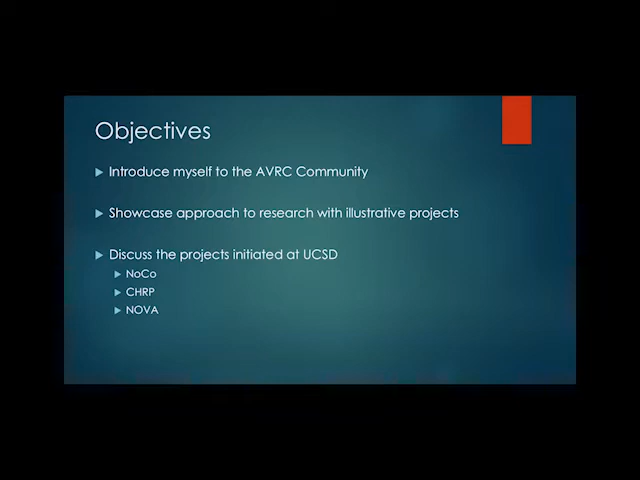 Objectives
Introduce myself to the AVRC Community
Showcase approach to research with illustrative projects
Discuss the projects initiated at UCSD
NoCo
CHRP
NOVA